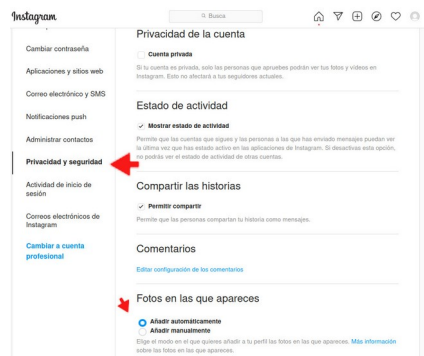 Instagram
Busca
Cambiar contraseña
Aplicaciones y sitios web
Correo electrónico y SMS
Notificaciones push
Administrar contactos
Privacidad y seguridad
Actividad de inicio de
sesión
Correos electrónicos de
Instagram
Cambiar a cuenta
profesional
Privacidad de la cuenta
Cuenta privada
Si tu cuenta es privada, solo las personas que apruebes podrán ver tus fotos y vídeos en
Instagram. Esto no afectará a tus seguidores actuales.
Estado de actividad
Mostrar estado de actividad
Permite que las cuentas que sigues y las personas a las que has enviado mensajes puedan ver
la última vez que has estado activo en las aplicaciones de Instagram. Si desactivas esta opción,
no podrás ver el estado de actividad de otras cuentas.
Compartir las historias
Permitir compartir
Permite que las personas compartan tu historia como mensajes.
Comentarios
Editar configuración de los comentarios
Fotos en las que apareces
Añadir automáticamente
Añadir manualmente
Elige el modo en el que quieres añadir a tu perfil las fotos en las que apareces. Más información
sobre las fotos en las que apareces.